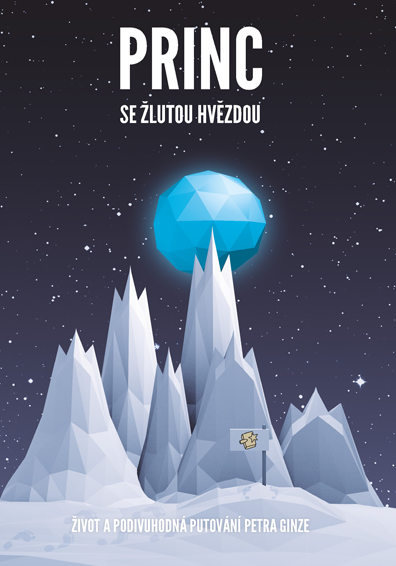 PRINC
SE ŽLUTOU HVĚZDOU
ŽIVOT A PODIVUHODNÁ PUTOVÁNÍ PETRA GINZE